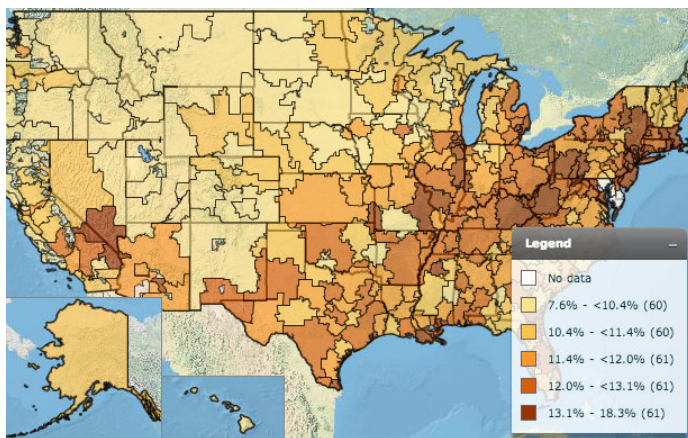 Legend
No data
7.6% - <10.4% (60)
10.4% - <11.4% (60)
11.4% - <12.0% (61)
12.0% - <13.1% (61)
13.1% - 18.3% (61)